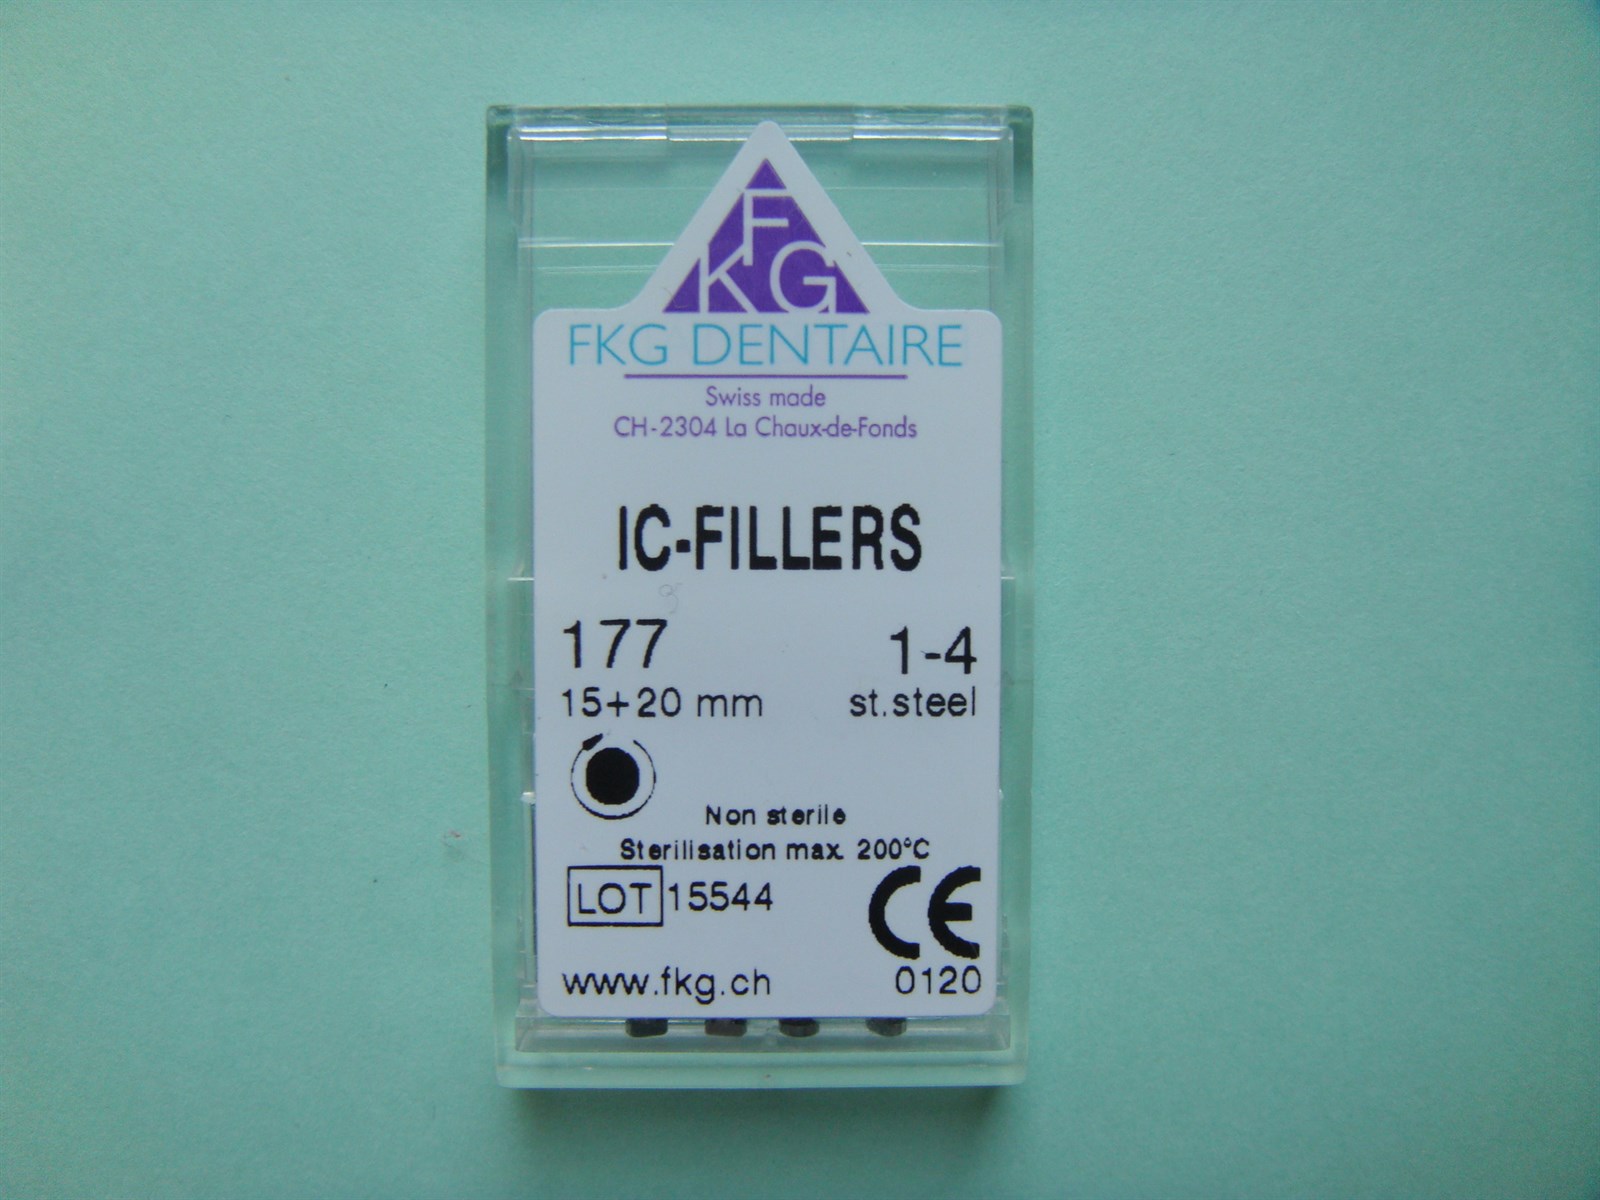 FKG
FKG DENTAIRE
Swiss made
CH-2304 La Chaux-de-Fonds
IC-FILLERS
177 1-4
15+20 mm st.steel
Non sterile
Sterilisation max. 200°C
LOT 15544 CE
www.fkg.ch 0120